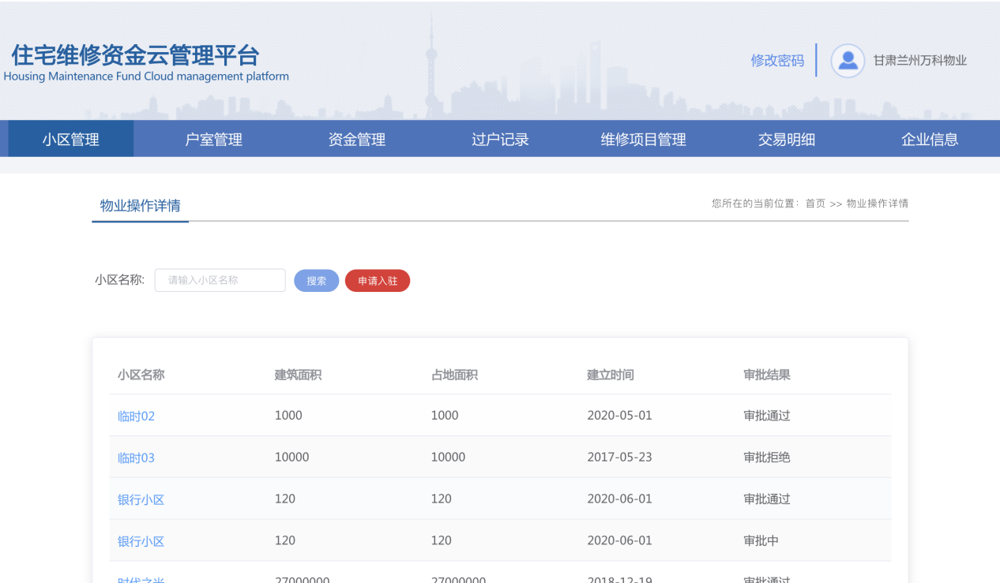 住宅维修资金云管理平台
Housing Maintenance Fund Cloud management platform
修改密码 甘肃兰州万科物业
小区管理 户室管理 资金管理 过户记录 维修项目管理 交易明细 企业信息
物业操作详情 您所在的当前位置：首页 >> 物业操作详情
小区名称: 请输入小区名称 搜索 申请入驻
小区名称 建筑面积 占地面积 建立时间 审批结果
临时02 1000 1000 2020-05-01 审批通过
临时03 10000 10000 2017-05-23 审批拒绝
银行小区 120 120 2020-06-01 审批通过
银行小区 120 120 2020-06-01 审批中
时代之光 27000000 27000000 2018-12-19 审批通过